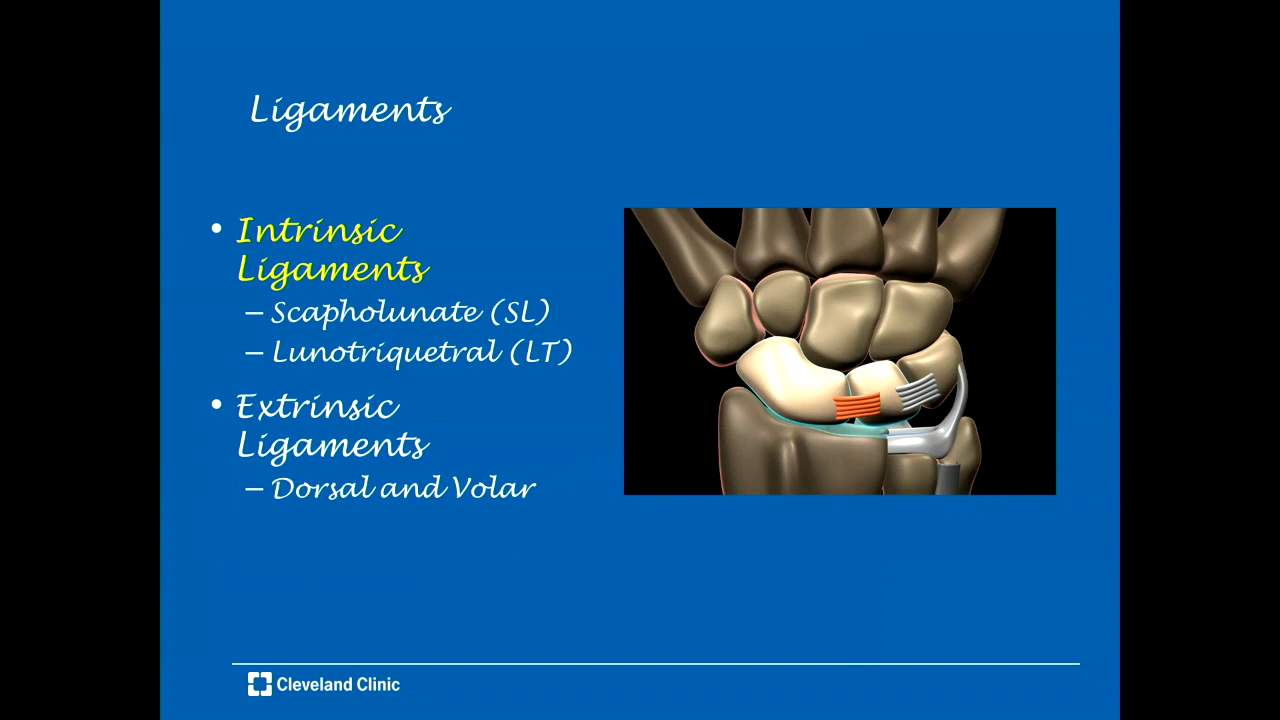 Ligaments
• Intrinsic
Ligaments
– Scapholunate (SL)
– Lunotriquetral (LT)
• Extrinsic
Ligaments
– Dorsal and Volar
Cleveland Clinic